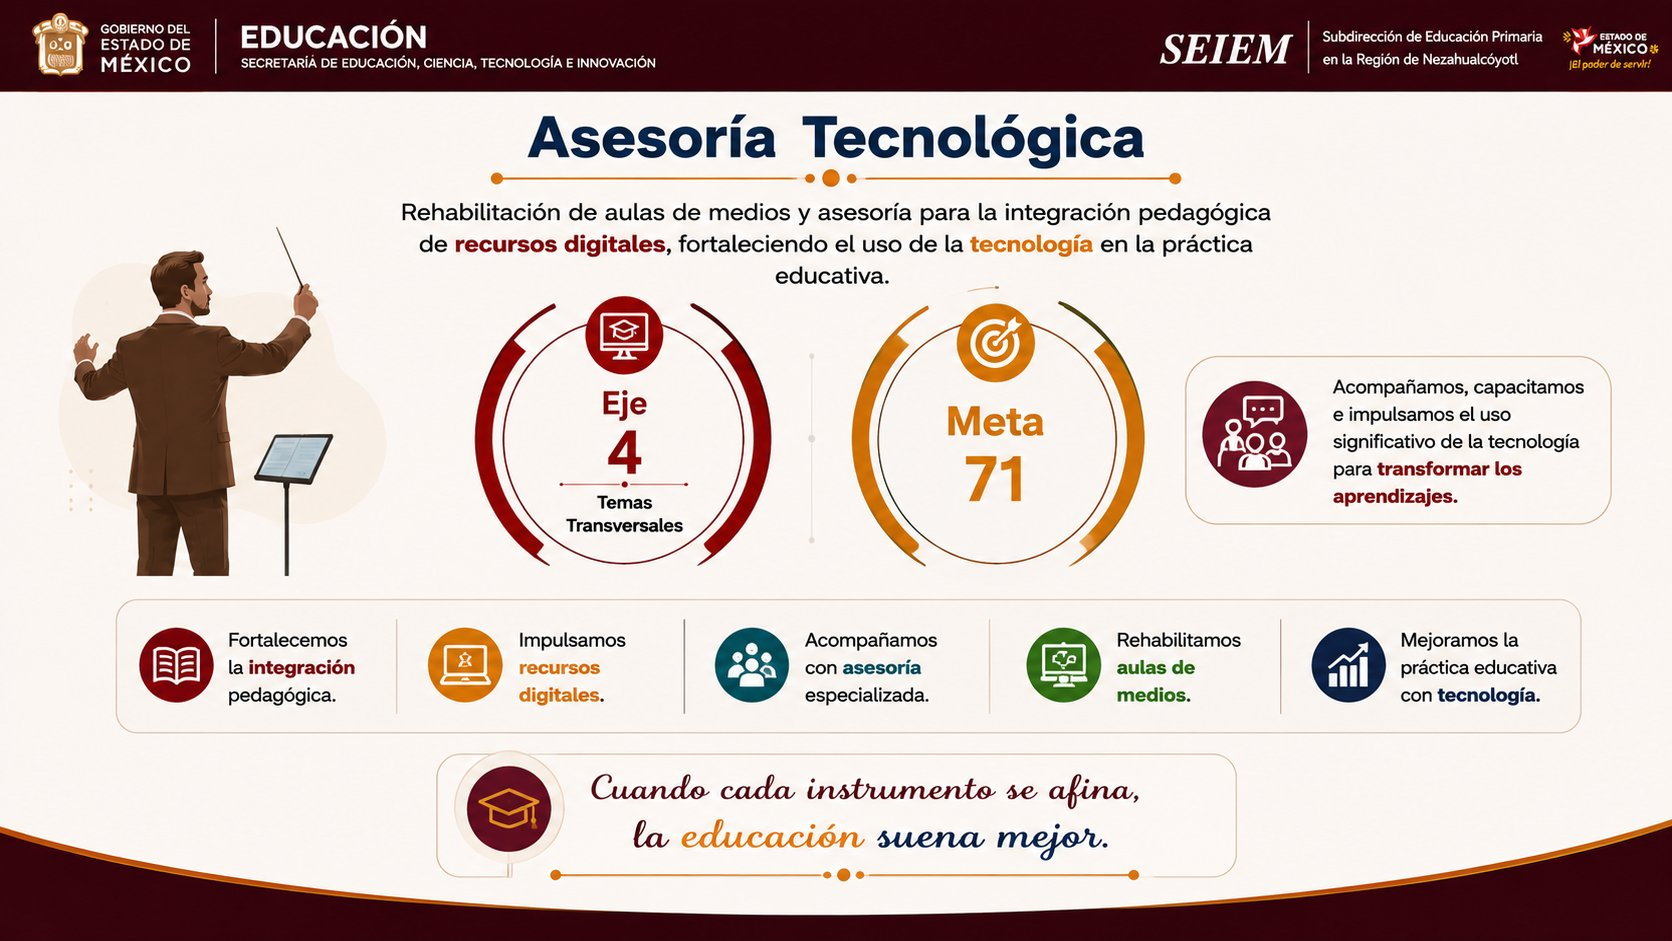 GOBIERNO DEL
ESTADO DE
MÉXICO
EDUCACIÓN
SECRETARÍA DE EDUCACIÓN, CIENCIA, TECNOLOGÍA E INNOVACIÓN
SEIEM
Subdirección de Educación Primaria
en la Región de Nezahualcóyotl
ESTADO DE
MÉXICO
¡El poder de servir!
Asesoría Tecnológica
Rehabilitación de aulas de medios y asesoría para la integración pedagógica
de recursos digitales, fortaleciendo el uso de la tecnología en la práctica
educativa.
Eje
4
Temas
Transversales
Meta
71
Acompañamos, capacitamos
e impulsamos el uso
significativo de la tecnología
para transformar los
aprendizajes.
Fortalecemos
la integración
pedagógica.
Impulsamos
recursos
digitales.
Acompañamos
con asesoría
especializada.
Rehabilitamos
aulas de
medios.
Mejoramos la
práctica educativa
con tecnología.
Cuando cada instrumento se afina,
la educación suena mejor.